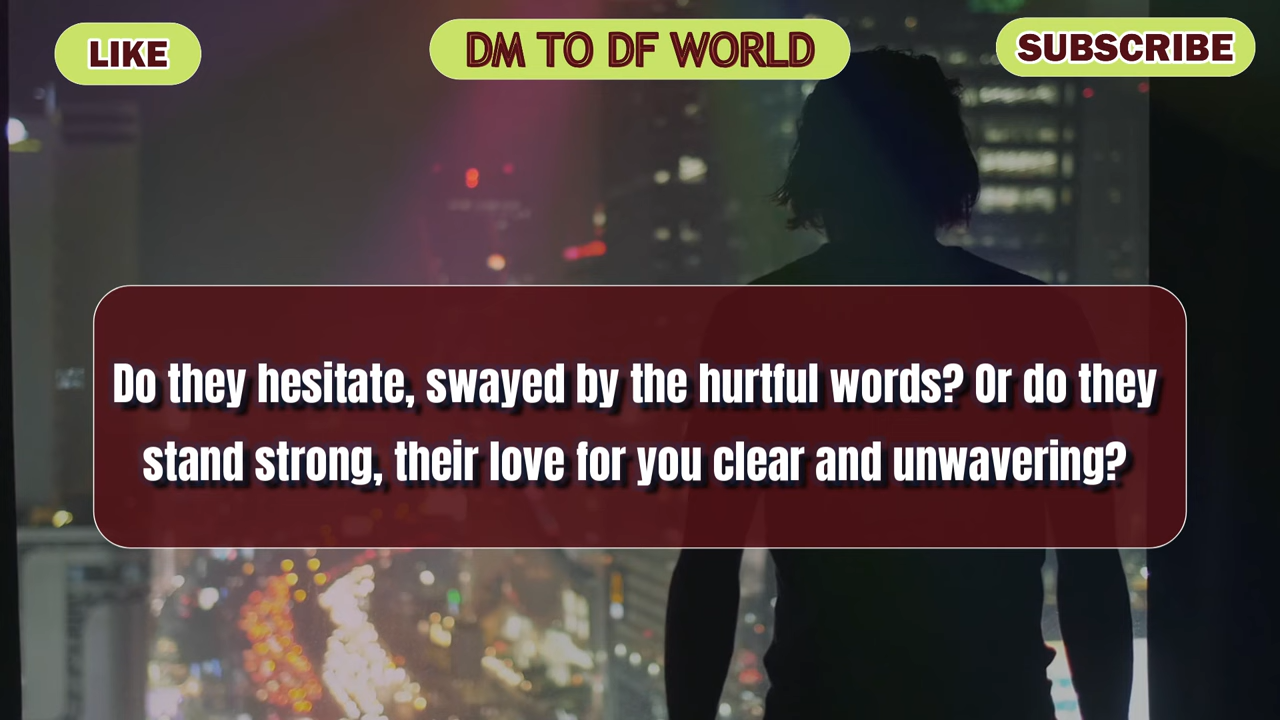 LIKE
DM TO DF WORLD
SUBSCRIBE
Do they hesitate, swayed by the hurtful words? Or do they
stand strong, their love for you clear and unwavering?